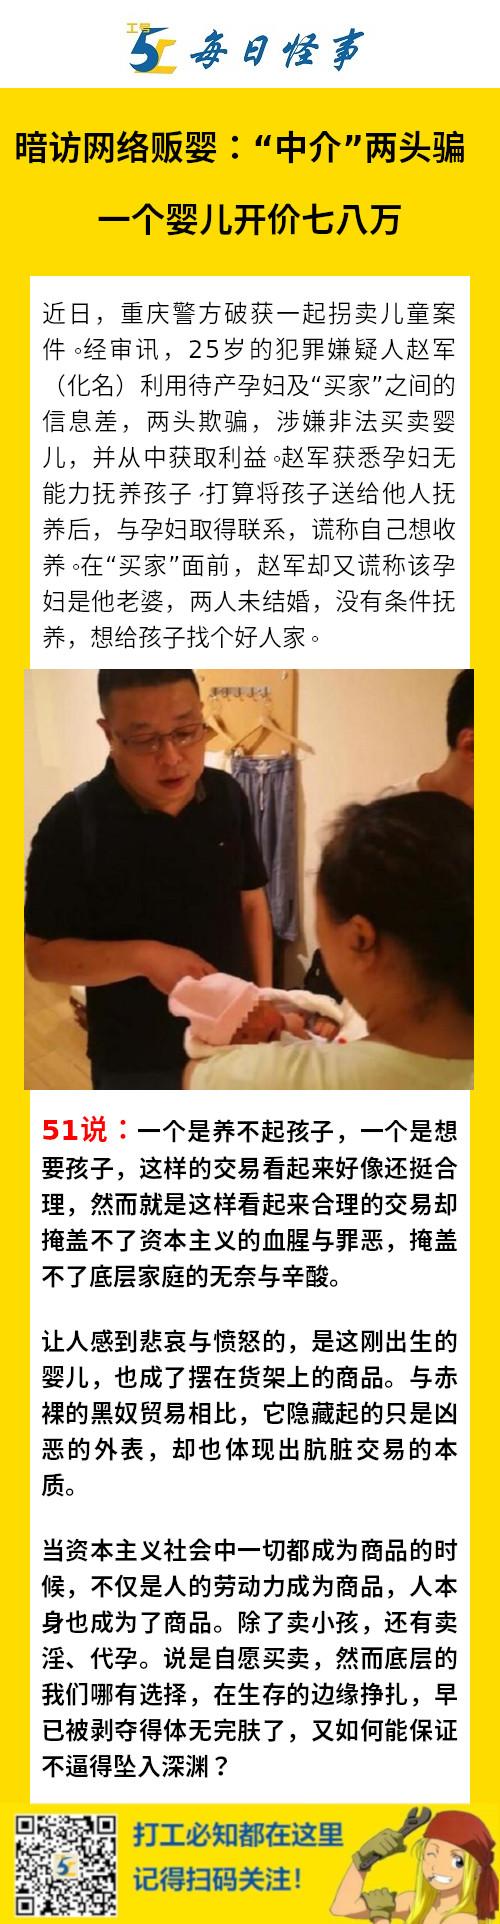 工号
51 每日怪事
暗访网络贩婴：“中介”两头骗
一个婴儿开价七八万
近日，重庆警方破获一起拐卖儿童案
件。经审讯，25岁的犯罪嫌疑人赵军
（化名）利用待产孕妇及“买家”之间的
信息差，两头欺骗，涉嫌非法买卖婴
儿，并从中获取利益。赵军获悉孕妇无
能力抚养孩子，打算将孩子送给他人抚
养后，与孕妇取得联系，谎称自己想收
养。在“买家”面前，赵军却又谎称该孕
妇是他老婆，两人未结婚，没有条件抚
养，想给孩子找个好人家。
51说：一个是养不起孩子，一个是想
要孩子，这样的交易看起来好像还挺合
理，然而就是这样看起来合理的交易却
掩盖不了资本主义的血腥与罪恶，掩盖
不了底层家庭的无奈与辛酸。
让人感到悲哀与愤怒的，是这刚出生的
婴儿，也成了摆在货架上的商品。与赤
裸的黑奴贸易相比，它隐藏起的只是凶
恶的外表，却也体现出肮脏交易的本
质。
当资本主义社会中一切都成为商品的时
候，不仅是人的劳动力成为商品，人本
身也成为了商品。除了卖小孩，还有卖
淫、代孕。说是自愿买卖，然而底层的
我们哪有选择，在生存的边缘挣扎，早
已被剥夺得体无完肤了，又如何能保证
不逼得坠入深渊？
打工必知都在这里
记得扫码关注！